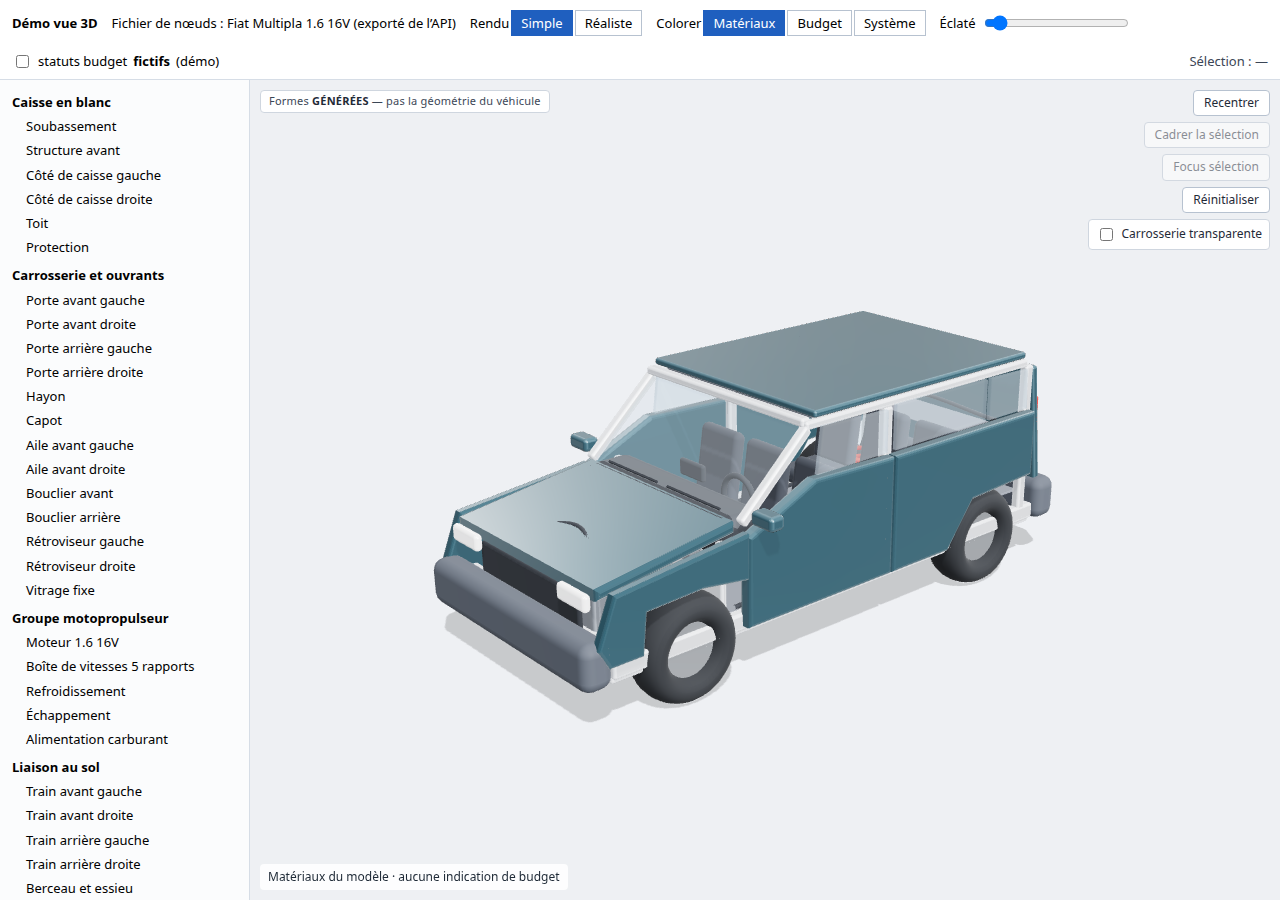 Démo vue 3D Fichier de nœuds : Fiat Multipla 1.6 16V (exporté de l'API) Rendu Simple Réaliste Colorer Matériaux Budget Système Éclaté
statuts budget fictifs (démo) Sélection : —
Caisse en blanc
Soubassement
Structure avant
Côté de caisse gauche
Côté de caisse droite
Toit
Protection
Carrosserie et ouvrants
Porte avant gauche
Porte avant droite
Porte arrière gauche
Porte arrière droite
Hayon
Capot
Aile avant gauche
Aile avant droite
Bouclier avant
Bouclier arrière
Rétroviseur gauche
Rétroviseur droite
Vitrage fixe
Groupe motopropulseur
Moteur 1.6 16V
Boîte de vitesses 5 rapports
Refroidissement
Échappement
Alimentation carburant
Liaison au sol
Train avant gauche
Train avant droite
Train arrière gauche
Train arrière droite
Berceau et essieu
Formes GÉNÉRÉES — pas la géométrie du véhicule
Recentrer
Cadrer la sélection
Focus sélection
Réinitialiser
Carrosserie transparente
Matériaux du modèle · aucune indication de budget